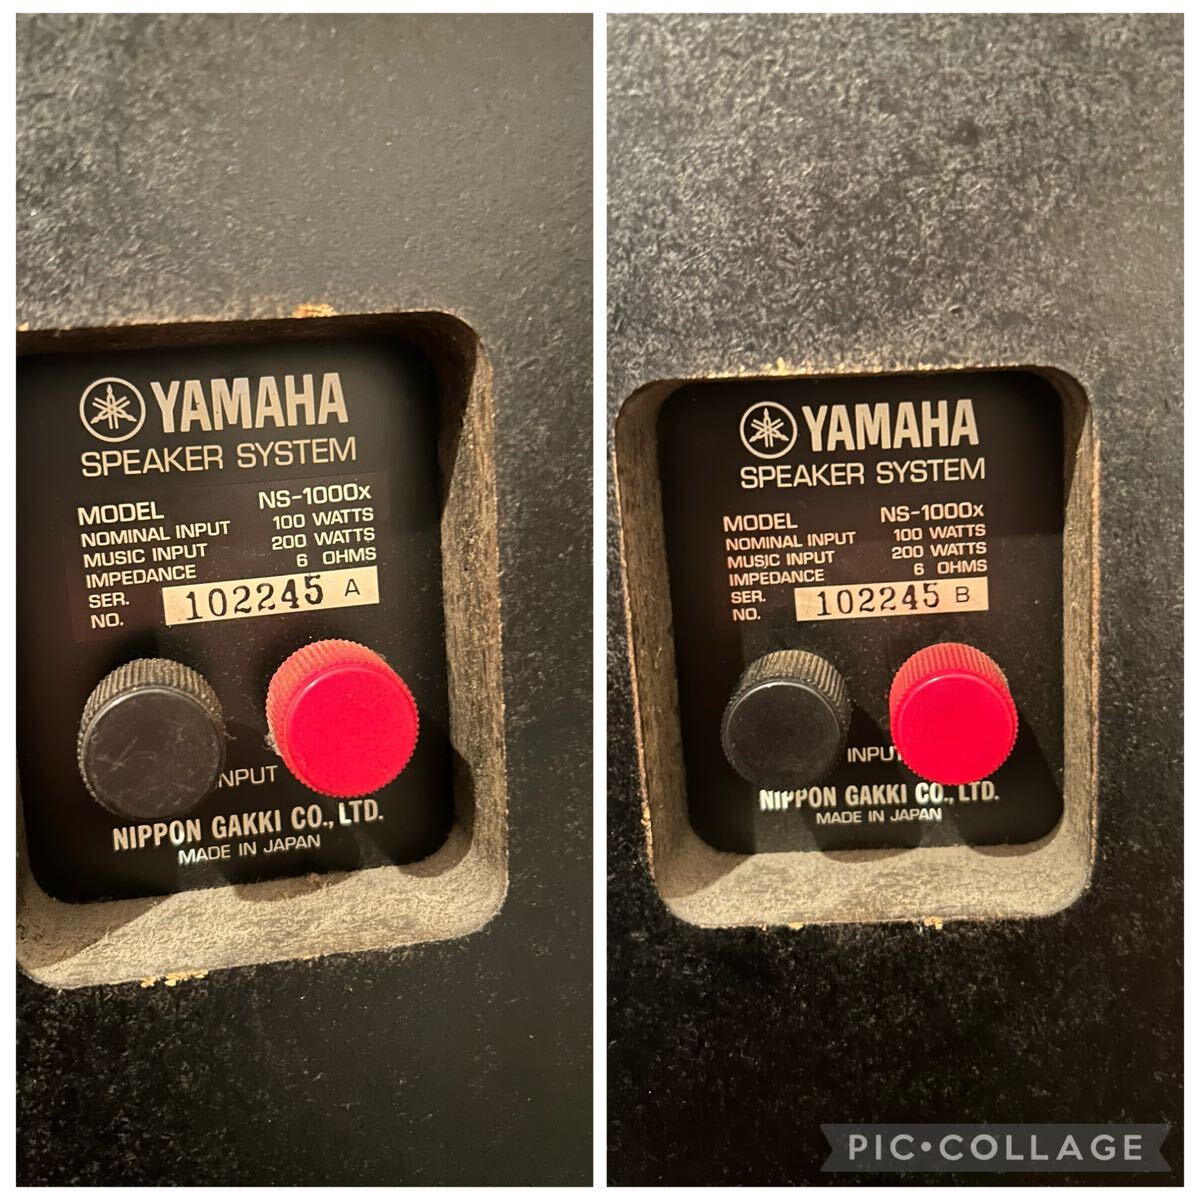 YAMAHA
SPEAKER SYSTEM
MODEL NS-1000x
NOMINAL INPUT 100 WATTS
MUSIC INPUT 200 WATTS
IMPEDANCE 6 OHMS
SER. NO. 102245 A
INPUT
NIPPON GAKKI CO., LTD.
MADE IN JAPAN
YAMAHA
SPEAKER SYSTEM
MODEL NS-1000x
NOMINAL INPUT 100 WATTS
MUSIC INPUT 200 WATTS
IMPEDANCE 6 OHMS
SER. NO. 102245 B
INPUT
NIPPON GAKKI CO., LTD.
MADE IN JAPAN
PIC•COLLAGE